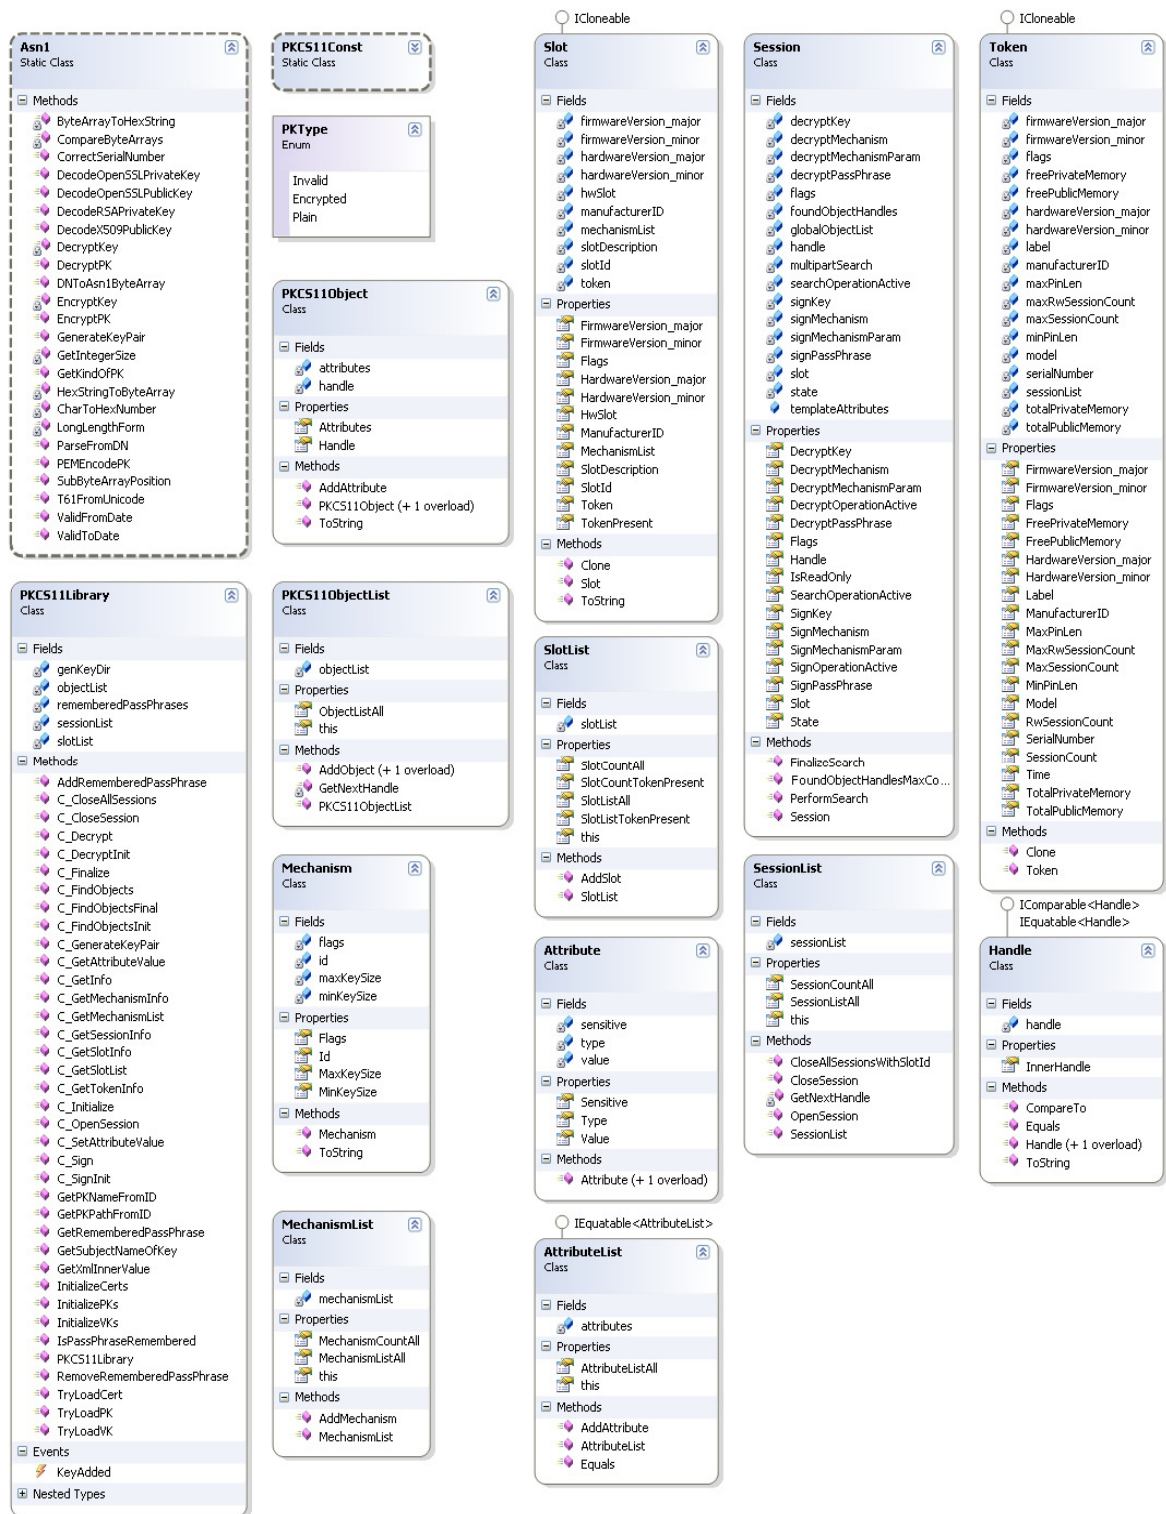 Asn1
Static Class
Methods
ByteArrayToHexString
CompareByteArrays
CorrectSerialNumber
DecodeOpenSSLPrivateKey
DecodeOpenSSLPublicKey
DecodeRSAPrivateKey
DecodeX509PublicKey
DecryptKey
DecryptPK
DNToAsn1ByteArray
EncryptKey
EncryptPK
GenerateKeyPair
GetIntegerSize
GetKindOfPK
HexStringToByteArray
CharToHexNumber
LongLengthForm
ParseFromDN
PEMEncodePK
SubByteArrayPosition
T61FromUnicode
ValidFromDate
ValidToDate
PKCS11Library
Class
Fields
genKeyDir
objectList
rememberedPassPhrases
sessionList
slotList
Methods
AddRememberedPassPhrase
C_CloseAllSessions
C_CloseSession
C_Decrypt
C_DecryptInit
C_Finalize
C_FindObjects
C_FindObjectsFinal
C_FindObjectsInit
C_GenerateKeyPair
C_GetAttributeValue
C_GetInfo
C_GetMechanismInfo
C_GetMechanismList
C_GetSessionInfo
C_GetSlotInfo
C_GetSlotList
C_GetTokenInfo
C_Initialize
C_OpenSession
C_SetAttributeValue
C_Sign
C_SignInit
GetPKNameFromID
GetPKPathFromID
GetRememberedPassPhrase
GetSubjectNameOfKey
GetXmlInnerValue
InitializeCerts
InitializePKs
InitializeVKs
IsPassPhraseRemembered
PKCS11Library
RemoveRememberedPassPhrase
TryLoadCert
TryLoadPK
TryLoadVK
Events
KeyAdded
Nested Types
PKCS11Const
Static Class
PKType
Enum
Invalid
Encrypted
Plain
PKCS11Object
Class
Fields
attributes
handle
Properties
Attributes
Handle
Methods
AddAttribute
PKCS11Object (+ 1 overload)
ToString
PKCS11ObjectList
Class
Fields
objectList
Properties
ObjectListAll
this
Methods
AddObject (+ 1 overload)
GetNextHandle
PKCS11ObjectList
Mechanism
Class
Fields
flags
id
maxKeySize
minKeySize
Properties
Flags
Id
MaxKeySize
MinKeySize
Methods
Mechanism
ToString
MechanismList
Class
Fields
mechanismList
Properties
MechanismCountAll
MechanismListAll
this
Methods
AddMechanism
MechanismList
ICloneable
Slot
Class
Fields
firmwareVersion_major
firmwareVersion_minor
hardwareVersion_major
hardwareVersion_minor
hwSlot
manufacturerID
mechanismList
slotDescription
slotId
token
Properties
FirmwareVersion_major
FirmwareVersion_minor
Flags
HardwareVersion_major
HardwareVersion_minor
HwSlot
ManufacturerID
MechanismList
SlotDescription
SlotId
Token
TokenPresent
Methods
Clone
Slot
ToString
SlotList
Class
Fields
slotList
Properties
SlotCountAll
SlotCountTokenPresent
SlotListAll
SlotListTokenPresent
this
Methods
AddSlot
SlotList
Attribute
Class
Fields
sensitive
type
value
Properties
Sensitive
Type
Value
Methods
Attribute (+ 1 overload)
IEquatable<AttributeList>
AttributeList
Class
Fields
attributes
Properties
AttributeListAll
this
Methods
AddAttribute
AttributeList
Equals
Session
Class
Fields
decryptKey
decryptMechanism
decryptMechanismParam
decryptPassPhrase
flags
foundObjectHandles
globalObjectList
handle
multipartSearch
searchOperationActive
signKey
signMechanism
signMechanismParam
signPassPhrase
slot
state
templateAttributes
Properties
DecryptKey
DecryptMechanism
DecryptMechanismParam
DecryptOperationActive
DecryptPassPhrase
Flags
Handle
IsReadOnly
SearchOperationActive
SignKey
SignMechanism
SignMechanismParam
SignOperationActive
SignPassPhrase
Slot
State
Methods
FinalizeSearch
FoundObjectHandlesMaxCo...
PerformSearch
Session
SessionList
Class
Fields
sessionList
Properties
SessionCountAll
SessionListAll
this
Methods
CloseAllSessionsWithSlotId
CloseSession
GetNextHandle
OpenSession
SessionList
ICloneable
Token
Class
Fields
firmwareVersion_major
firmwareVersion_minor
flags
freePrivateMemory
freePublicMemory
hardwareVersion_major
hardwareVersion_minor
label
manufacturerID
maxPinLen
maxRwSessionCount
maxSessionCount
minPinLen
model
serialNumber
sessionList
totalPrivateMemory
totalPublicMemory
Properties
FirmwareVersion_major
FirmwareVersion_minor
Flags
FreePrivateMemory
FreePublicMemory
HardwareVersion_major
HardwareVersion_minor
Label
ManufacturerID
MaxPinLen
MaxRwSessionCount
MaxSessionCount
MinPinLen
Model
RwSessionCount
SerialNumber
SessionCount
Time
TotalPrivateMemory
TotalPublicMemory
Methods
Clone
Token
IComparable<Handle>
IEquatable<Handle>
Handle
Class
Fields
handle
Properties
InnerHandle
Methods
CompareTo
Equals
Handle (+ 1 overload)
ToString